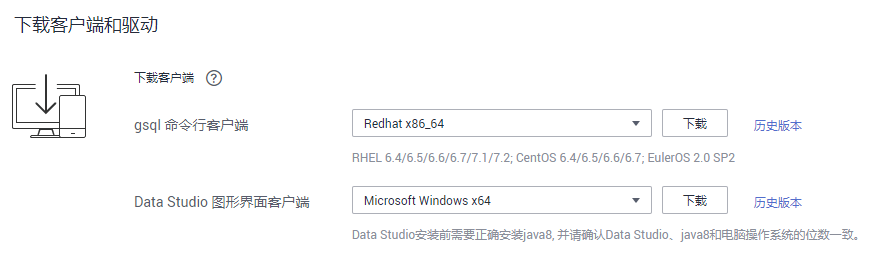 下载客户端和驱动
下载客户端 ?
gsql 命令行客户端 Redhat x86_64 下载 历史版本
RHEL 6.4/6.5/6.6/6.7/7.1/7.2; CentOS 6.4/6.5/6.6/6.7; EulerOS 2.0 SP2
Data Studio 图形界面客户端 Microsoft Windows x64 下载 历史版本
Data Studio安装前需要正确安装java8, 并请确认Data Studio、java8和电脑操作系统的位数一致。